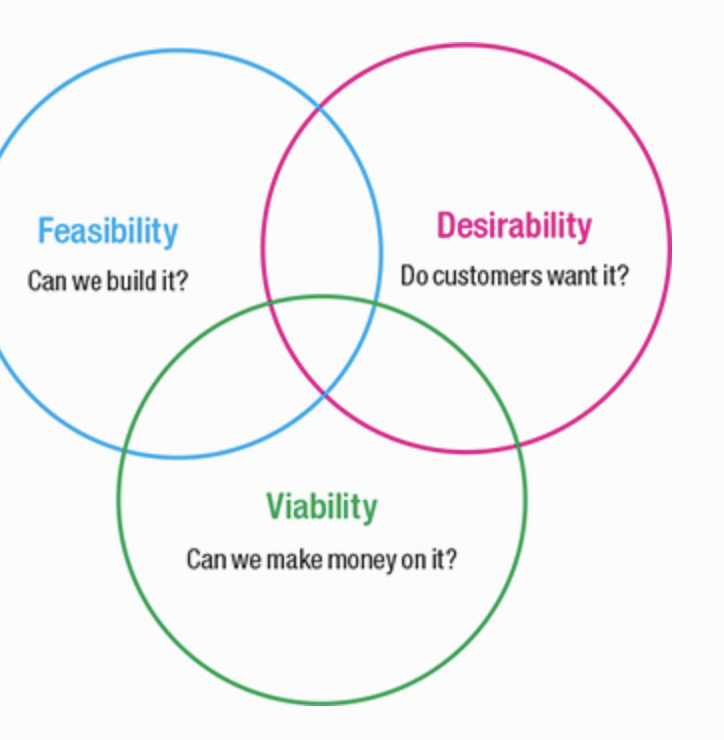 Feasibility
Can we build it?
Desirability
Do customers want it?
Viability
Can we make money on it?